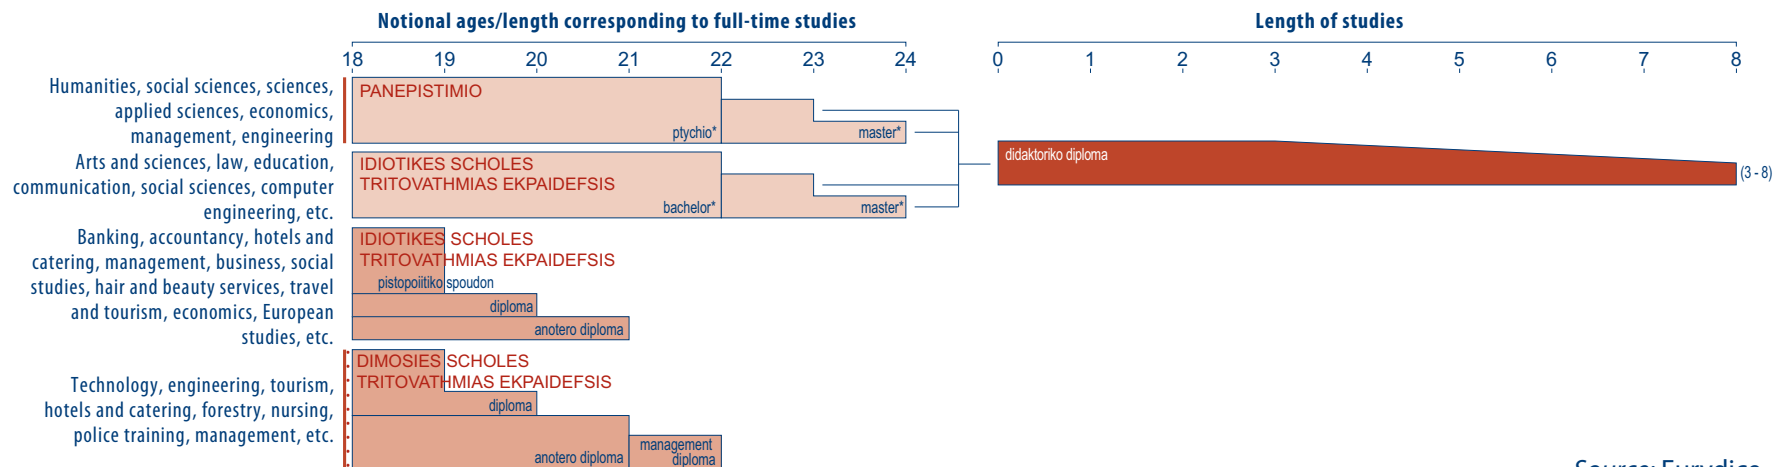 Notional ages/length corresponding to full-time studies
Length of studies
18 19 20 21 22 23 24
0 1 2 3 4 5 6 7 8
Humanities, social sciences, sciences,
applied sciences, economics,
management, engineering
PANEPISTIMIO
ptychio*
master*
Arts and sciences, law, education,
communication, social sciences, computer
engineering, etc.
IDIOTIKES SCHOLES
TRITOVATHMIAS EKPAIDEFSIS
bachelor*
master*
didaktoriko diploma
(3 - 8)
Banking, accountancy, hotels and
catering, management, business, social
studies, hair and beauty services, travel
and tourism, economics, European
studies, etc.
IDIOTIKES SCHOLES
TRITOVATHMIAS EKPAIDEFSIS
pistopoiitiko spoudon
diploma
anotero diploma
Technology, engineering, tourism,
hotels and catering, forestry, nursing,
police training, management, etc.
DIMOSIES SCHOLES
TRITOVATHMIAS EKPAIDEFSIS
diploma
anotero diploma
management
diploma
Source: Eurydice